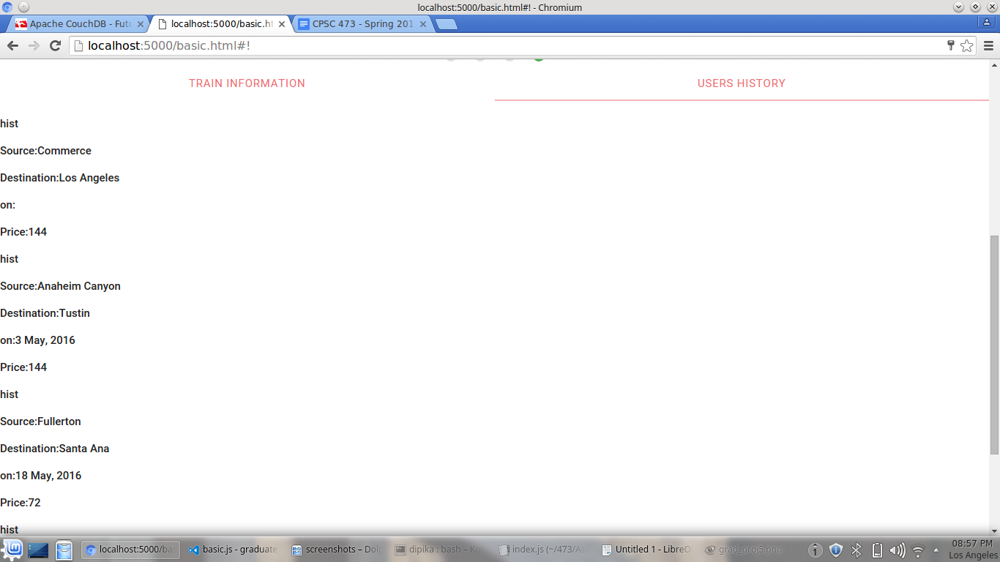 localhost:5000/basic.html#! - Chromium
Apache CouchDB - Futo
localhost:5000/basic.ht
CPSC 473 - Spring 201
localhost:5000/basic.html#!
TRAIN INFORMATION
USERS HISTORY
hist
Source:Commerce
Destination:Los Angeles
on:
Price:144
hist
Source:Anaheim Canyon
Destination:Tustin
on:3 May, 2016
Price:144
hist
Source:Fullerton
Destination:Santa Ana
on:18 May, 2016
Price:72
hist
localhost:5000/bas
basic.js - graduate
screenshots – Dolp
dipika : bash – Kon
index.js (~/473/Ass
Untitled 1 - LibreO
grad_proj5.png -
08:57 PM
Los Angeles